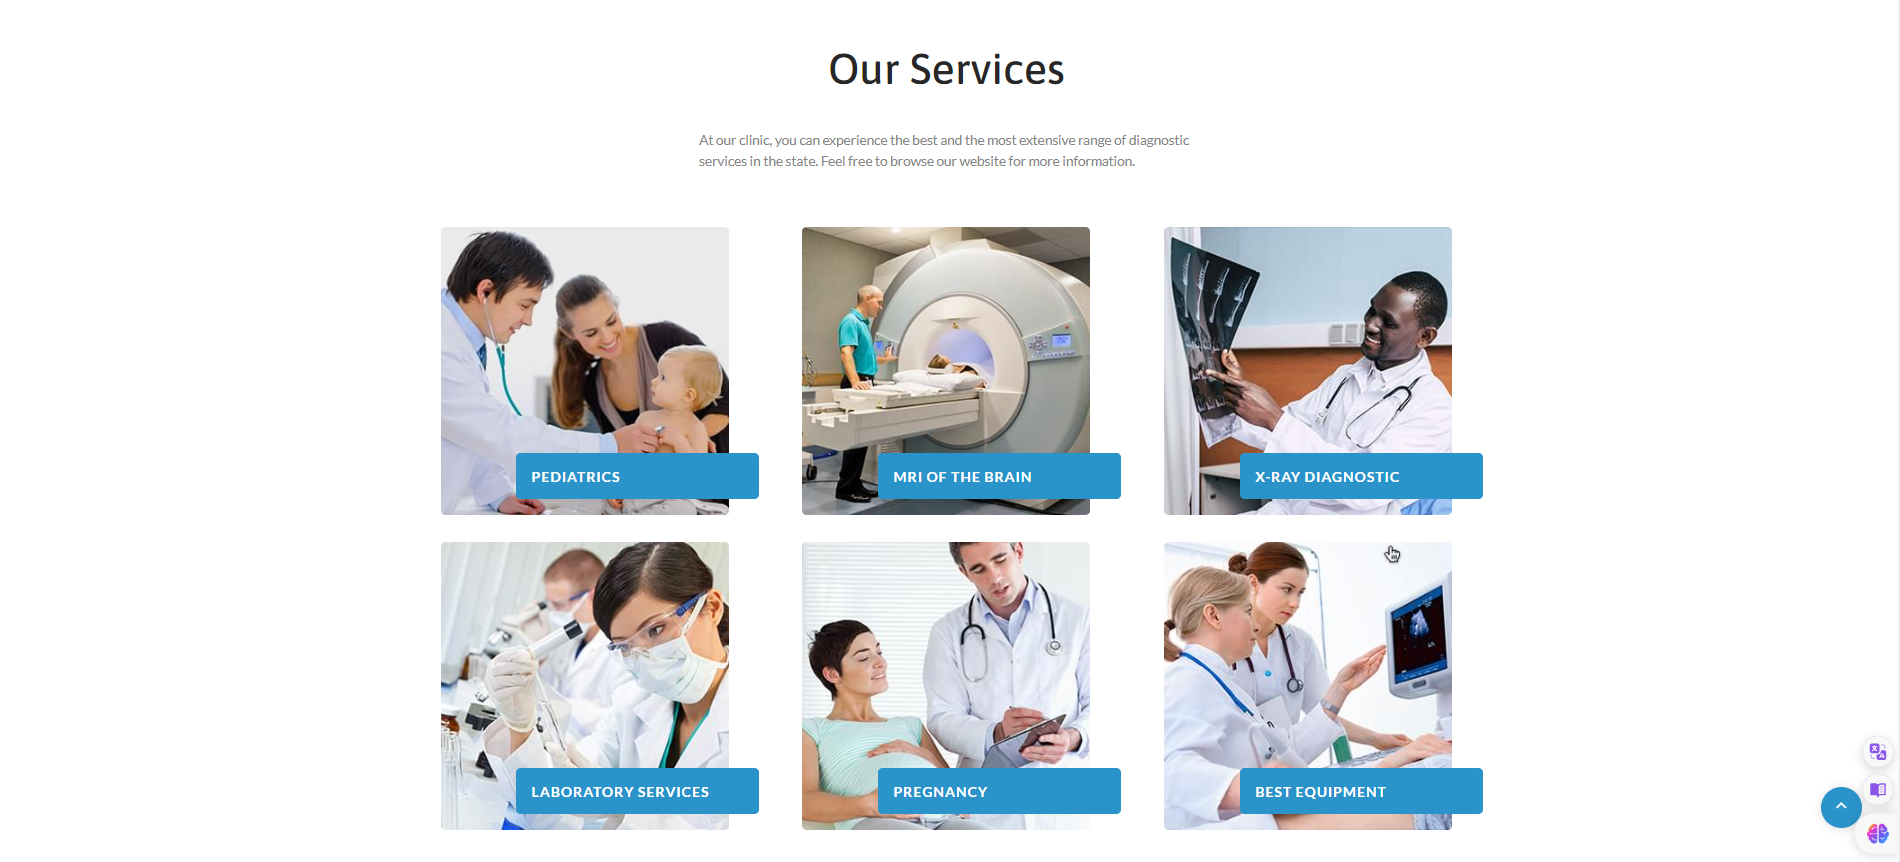 Our Services
At our clinic, you can experience the best and the most extensive range of diagnostic
services in the state. Feel free to browse our website for more information.
PEDIATRICS
MRI OF THE BRAIN
X-RAY DIAGNOSTIC
LABORATORY SERVICES
PREGNANCY
BEST EQUIPMENT